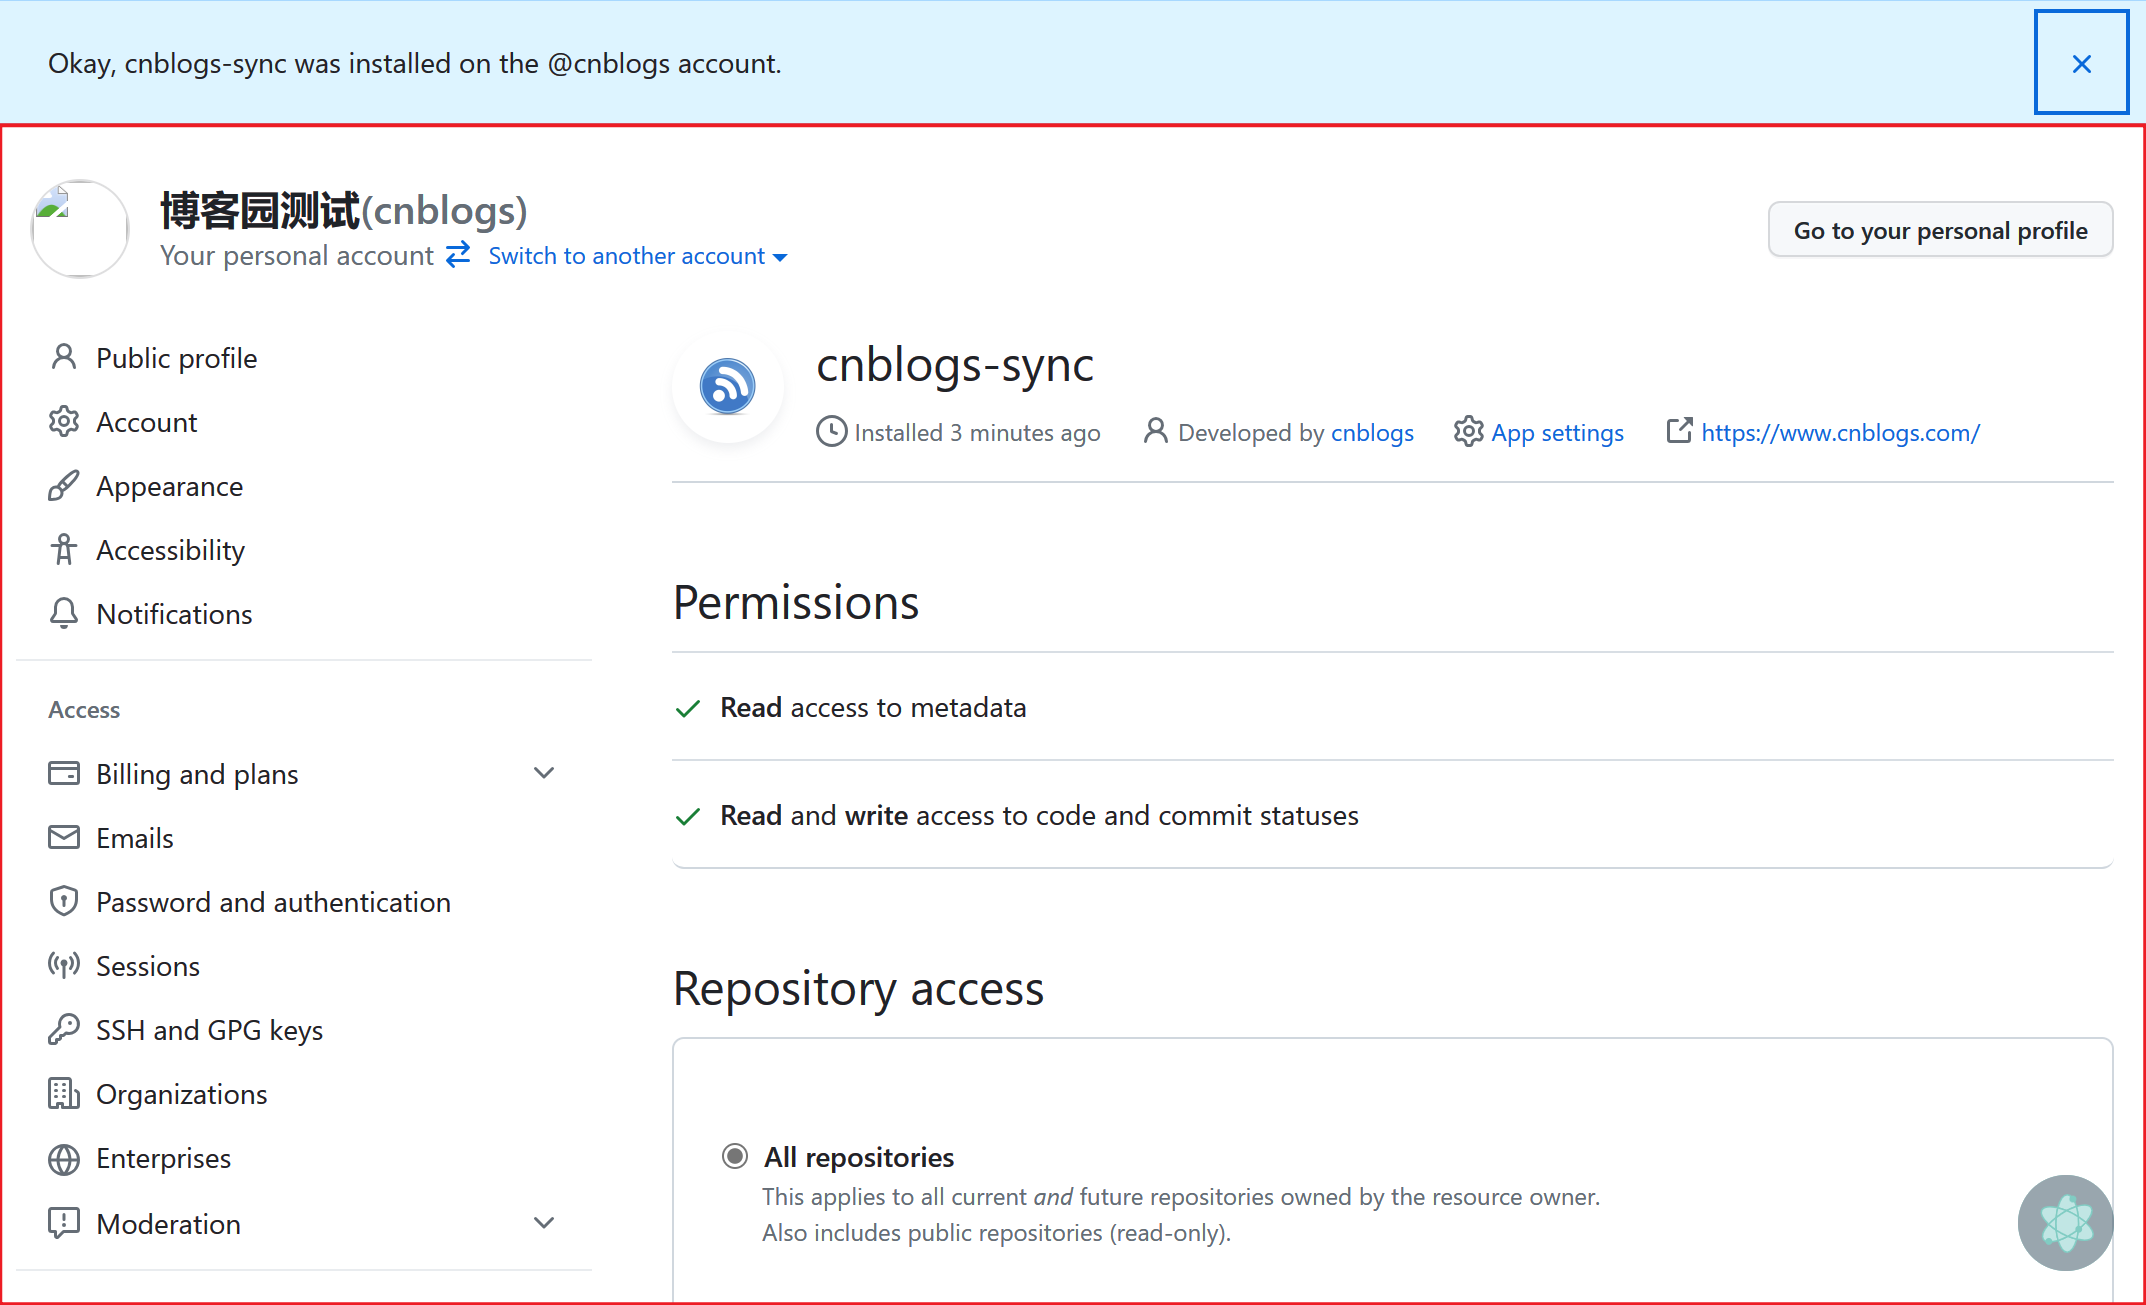 Okay, cnblogs-sync was installed on the @cnblogs account.
博客园测试(cnblogs)
Your personal account Switch to another account
Go to your personal profile
Public profile
Account
Appearance
Accessibility
Notifications
Access
Billing and plans
Emails
Password and authentication
Sessions
SSH and GPG keys
Organizations
Enterprises
Moderation
cnblogs-sync
Installed 3 minutes ago Developed by cnblogs App settings https://www.cnblogs.com/
Permissions
Read access to metadata
Read and write access to code and commit statuses
Repository access
All repositories
This applies to all current and future repositories owned by the resource owner.
Also includes public repositories (read-only).